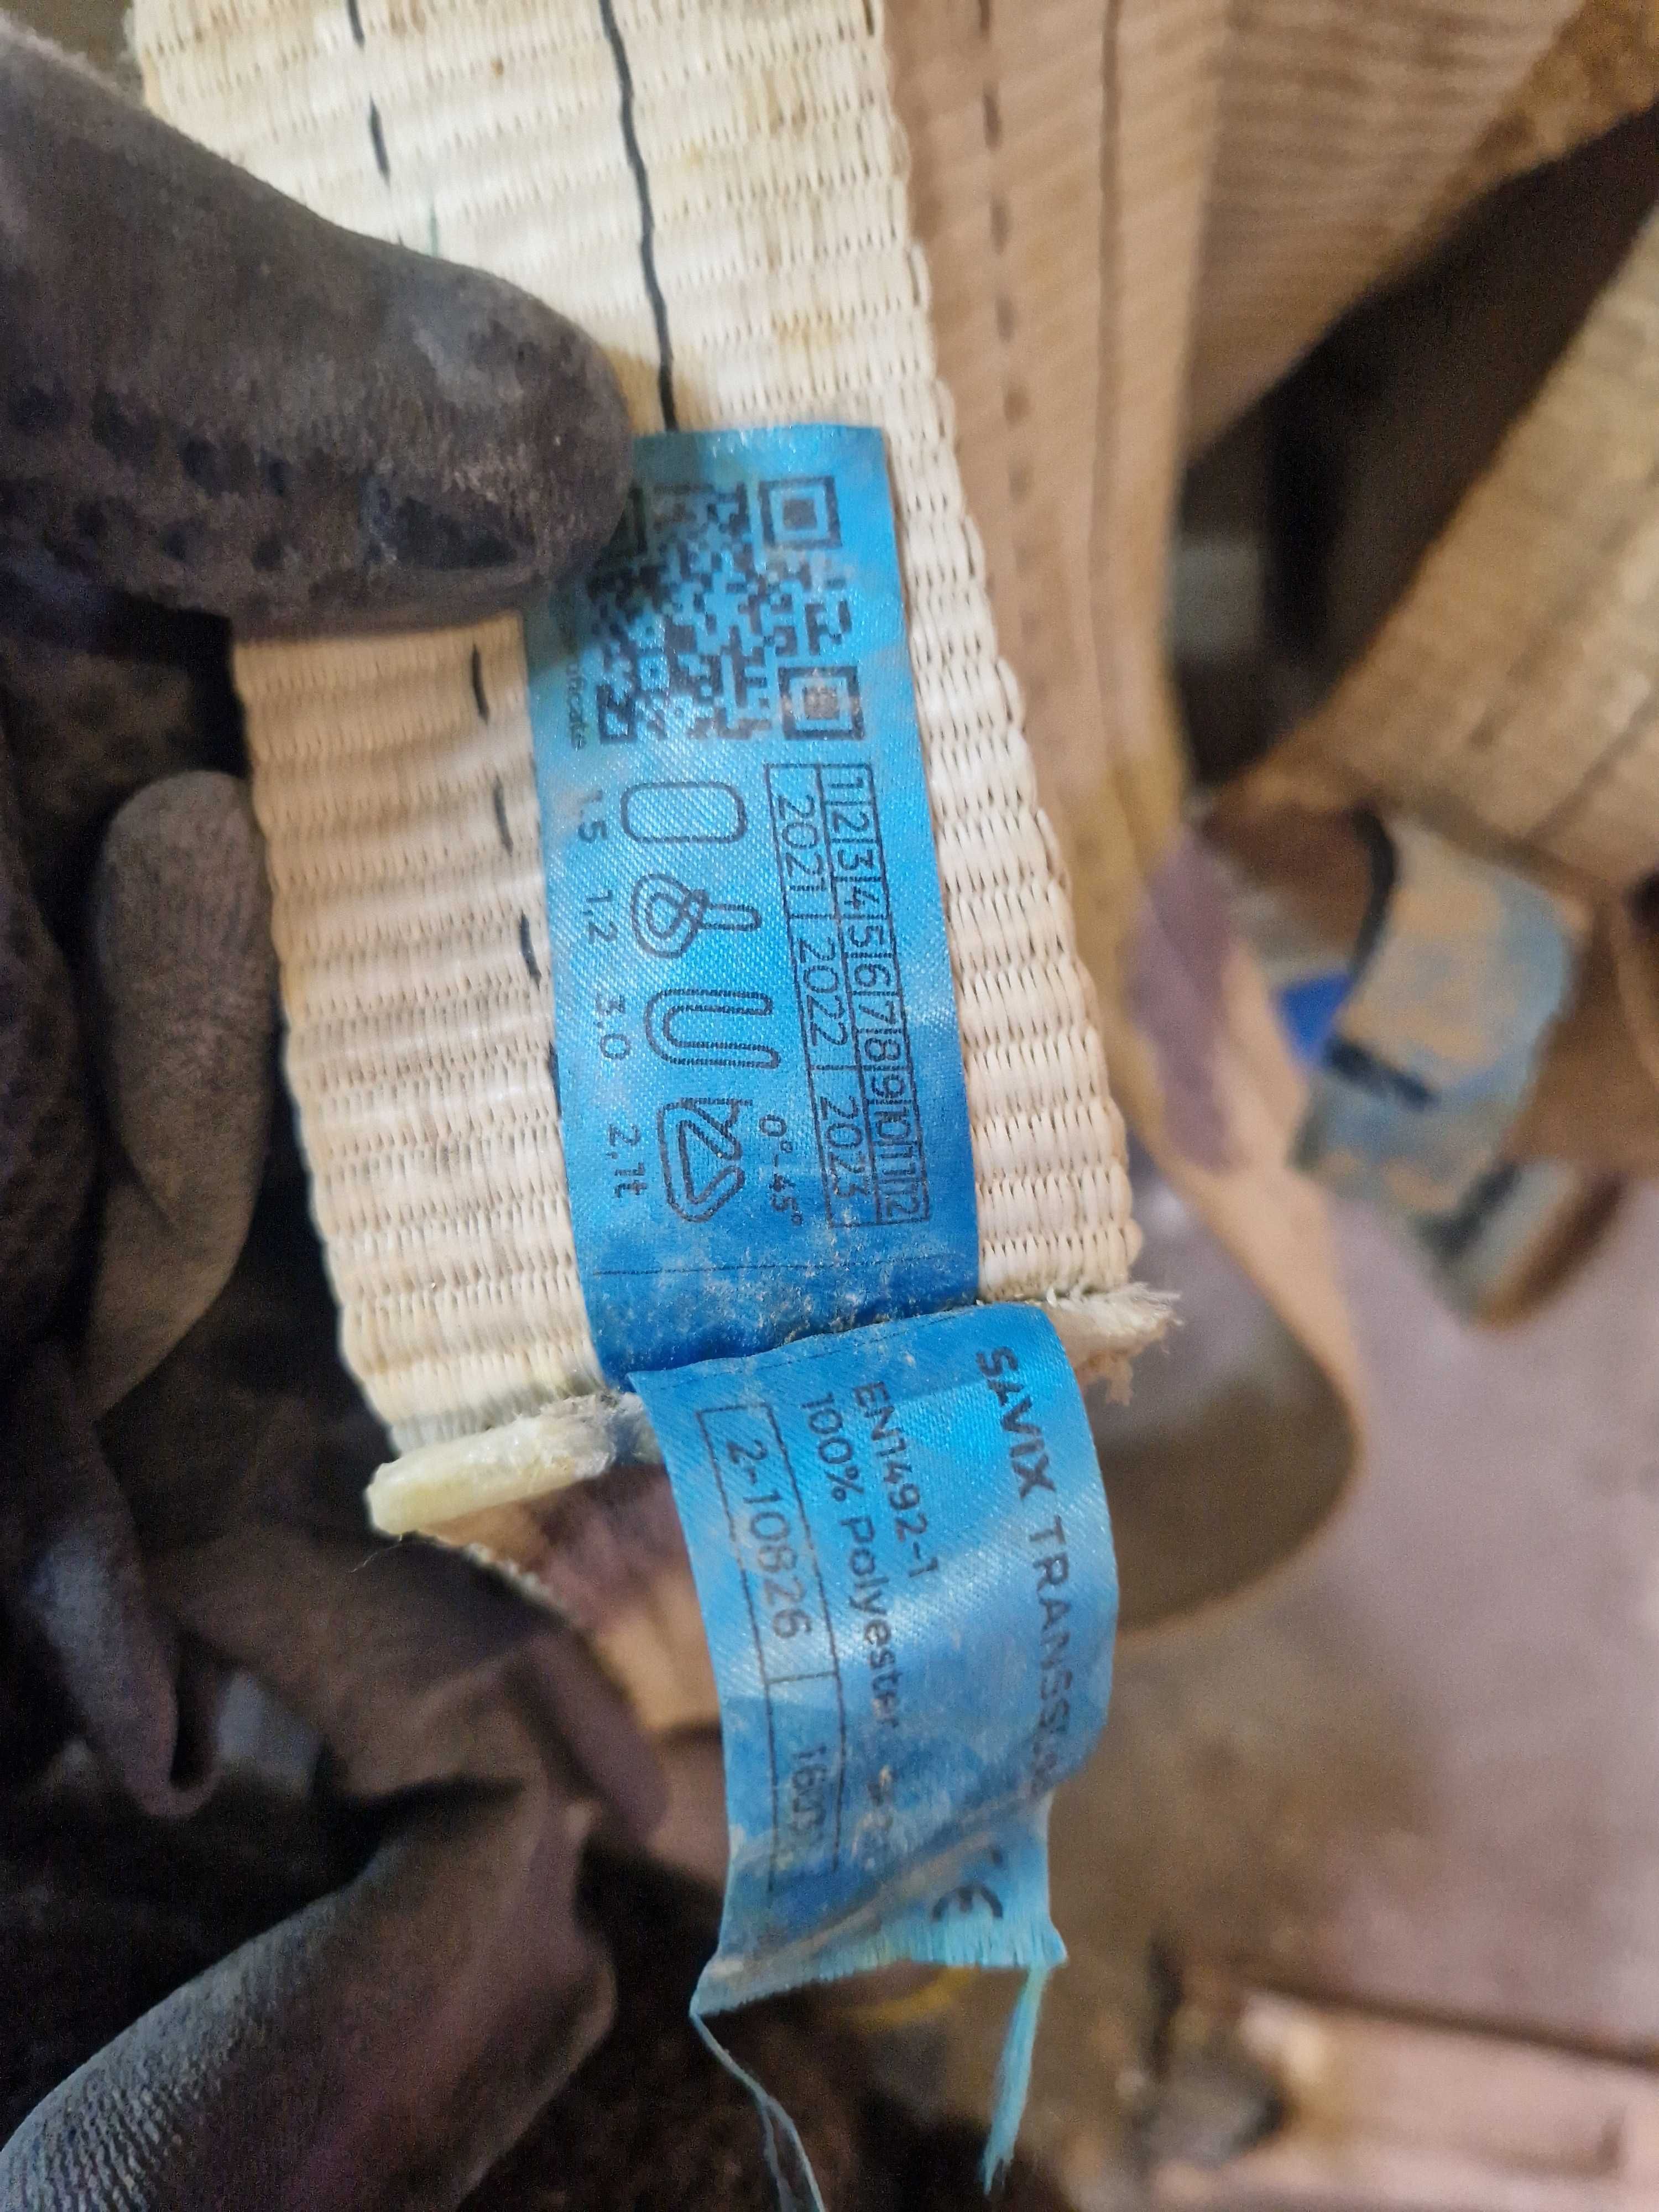 1 2 3 4 5 6 7 8 9 10 11 12
2021 2022 2023
0°-45°
1,5 1,2 3,0 2,1t
SAVIX
CE
EN1492-1
100% Polyester
2-10826